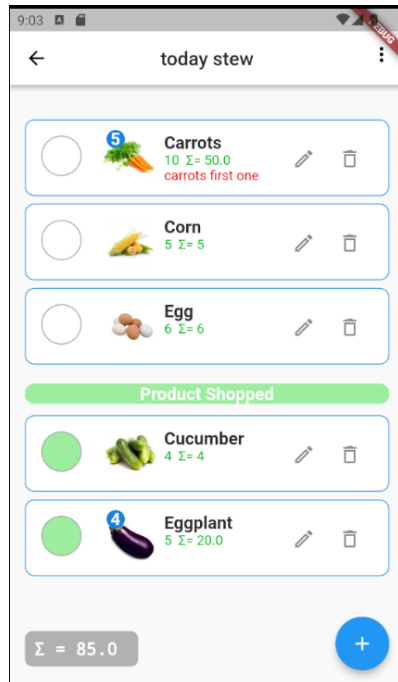 9:03
DEBUG
today stew
5
Carrots
10 Σ= 50.0
carrots first one
Corn
5 Σ= 5
Egg
6 Σ= 6
Product Shopped
Cucumber
4 Σ= 4
4
Eggplant
5 Σ= 20.0
Σ = 85.0